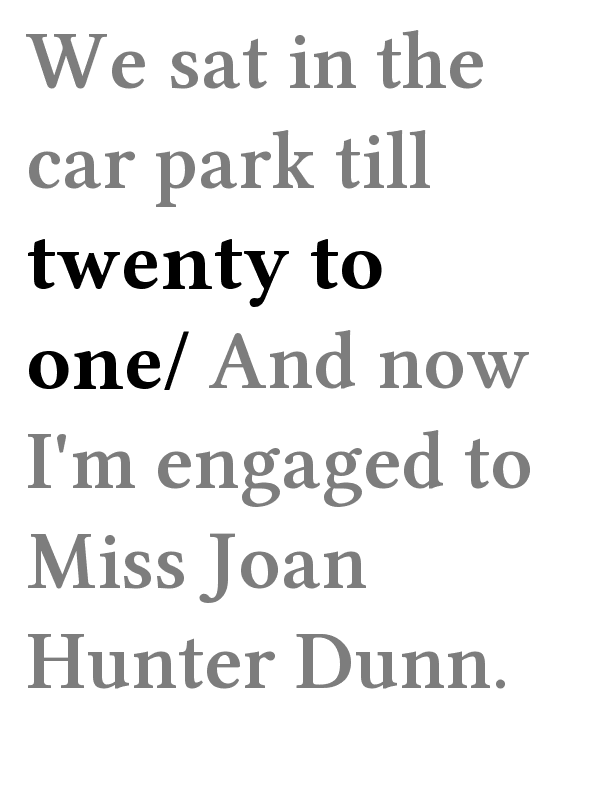 We sat in the
car park till
twenty to
one/ And now
I'm engaged to
Miss Joan
Hunter Dunn.